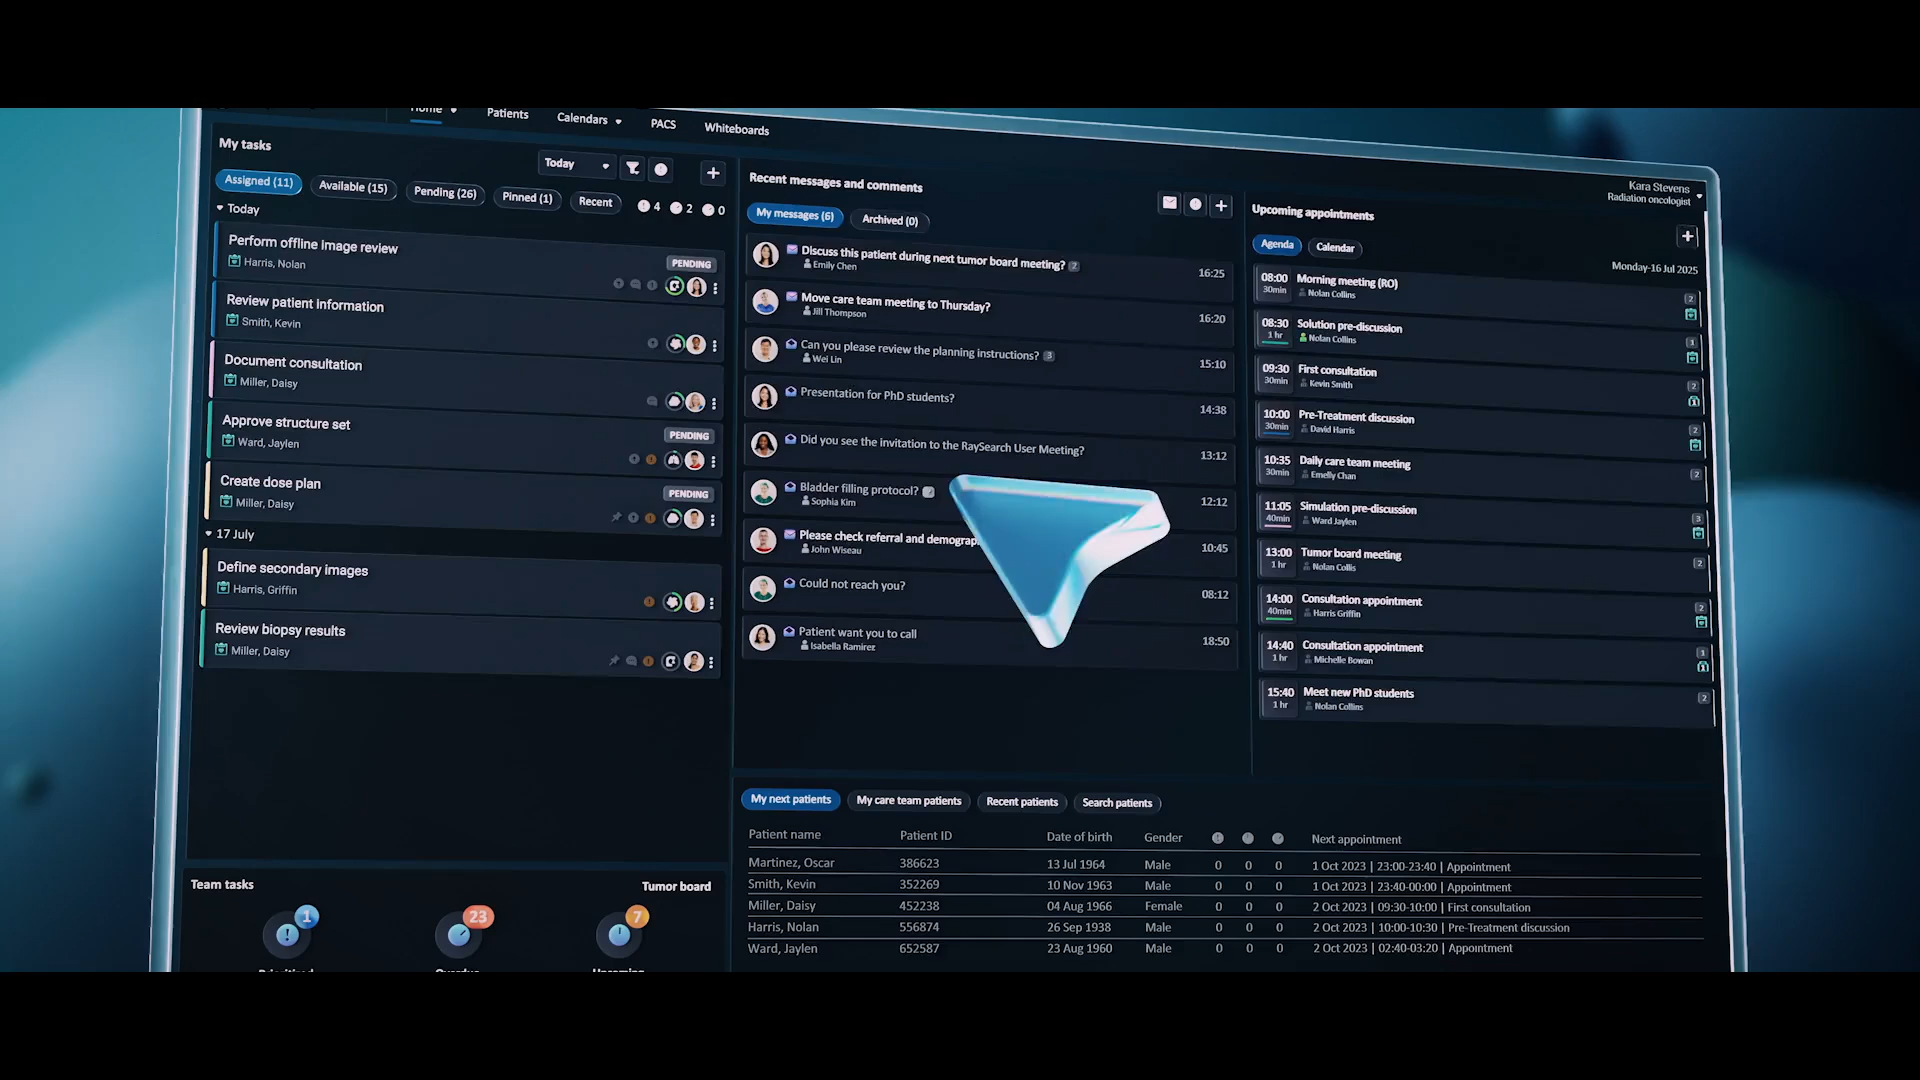 Home
Patients
Calendars
PACS
Whiteboards
Kara Stevens
Radiation oncologist
My tasks
Today
Assigned (11)
Available (15)
Pending (26)
Pinned (1)
Recent
4
2
0
Today
Perform offline image review
Harris, Nolan
PENDING
Review patient information
Smith, Kevin
Document consultation
Miller, Daisy
Approve structure set
Ward, Jaylen
PENDING
Create dose plan
Miller, Daisy
PENDING
17 July
Define secondary images
Harris, Griffin
Review biopsy results
Miller, Daisy
Team tasks
Tumor board
1
23
7
Recent messages and comments
My messages (6)
Archived (0)
Discuss this patient during next tumor board meeting? 2
Emily Chen
16:25
Move care team meeting to Thursday?
Jill Thompson
16:20
Can you please review the planning instructions? 3
Wei Lin
15:10
Presentation for PhD students?
14:38
Did you see the invitation to the RaySearch User Meeting?
13:12
Bladder filling protocol?
Sophia Kim
12:12
Please check referral and demograp
John Wiseau
10:45
Could not reach you?
08:12
Patient want you to call
Isabella Ramirez
18:50
Upcoming appointments
Agenda
Calendar
Monday-16 Jul 2025
08:00 Morning meeting (RO)
30min Nolan Collins
2
08:30 Solution pre-discussion
1 hr Nolan Collins
1
09:30 First consultation
30min Kevin Smith
2
10:00 Pre-Treatment discussion
30min David Harris
2
10:35 Daily care team meeting
30min Emelly Chan
2
11:05 Simulation pre-discussion
40min Ward Jaylen
3
13:00 Tumor board meeting
1 hr Nolan Collis
2
14:00 Consultation appointment
40min Harris Griffin
2
14:40 Consultation appointment
1 hr Michelle Bowan
1
15:40 Meet new PhD students
1 hr Nolan Collins
2
My next patients
My care team patients
Recent patients
Search patients
Patient name Patient ID Date of birth Gender Next appointment
Martinez, Oscar 386623 13 Jul 1964 Male 0 0 0 1 Oct 2023 | 23:00-23:40 | Appointment
Smith, Kevin 352269 10 Nov 1963 Male 0 0 0 1 Oct 2023 | 23:40-00:00 | Appointment
Miller, Daisy 452238 04 Aug 1966 Female 0 0 0 2 Oct 2023 | 09:30-10:00 | First consultation
Harris, Nolan 556874 26 Sep 1938 Male 0 0 0 2 Oct 2023 | 10:00-10:30 | Pre-Treatment discussion
Ward, Jaylen 652587 23 Aug 1960 Male 0 0 0 2 Oct 2023 | 02:40-03:20 | Appointment